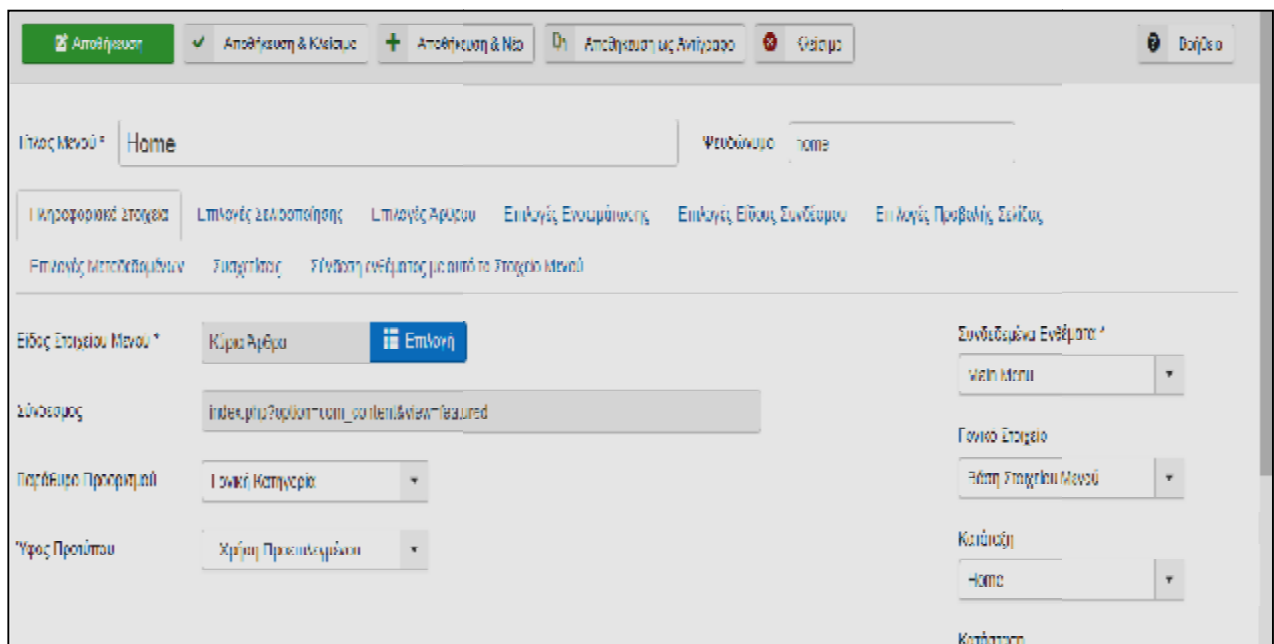 Αποθήκευση Αποθήκευση & Κλείσιμο Αποθήκευση & Νέο Αποθήκευση ως Αντίγραφο Κλείσιμο Βοήθεια
Τίτλος Μενού * Home Ψευδώνυμο home
Πληροφοριακά Στοιχεία Επιλογές Σελιδοποίησης Επιλογές Άρθρου Επιλογές Ενσωμάτωσης Επιλογές Είδους Συνδέσμου Επιλογές Προβολής Σελίδας
Επιλογές Μεταδεδομένων Συσχετίσεις Σύνδεση ενθέματος με αυτό το Στοιχείο Μενού
Είδος Στοιχείου Μενού * Κύρια Άρθρα Επιλογή
Συνδεδεμένα Ενθέματα *
Main Menu
Σύνδεσμος index.php?option=com_content&view=featured
Γονικό Στοιχείο
Παράθυρο Προορισμού Γονική Κατηγορία Βάση Στοιχείου Μενού
Ύφος Προτύπου - Χρήση Προεπιλεγμένου -
Κατάταξη
Home
Κατάσταση